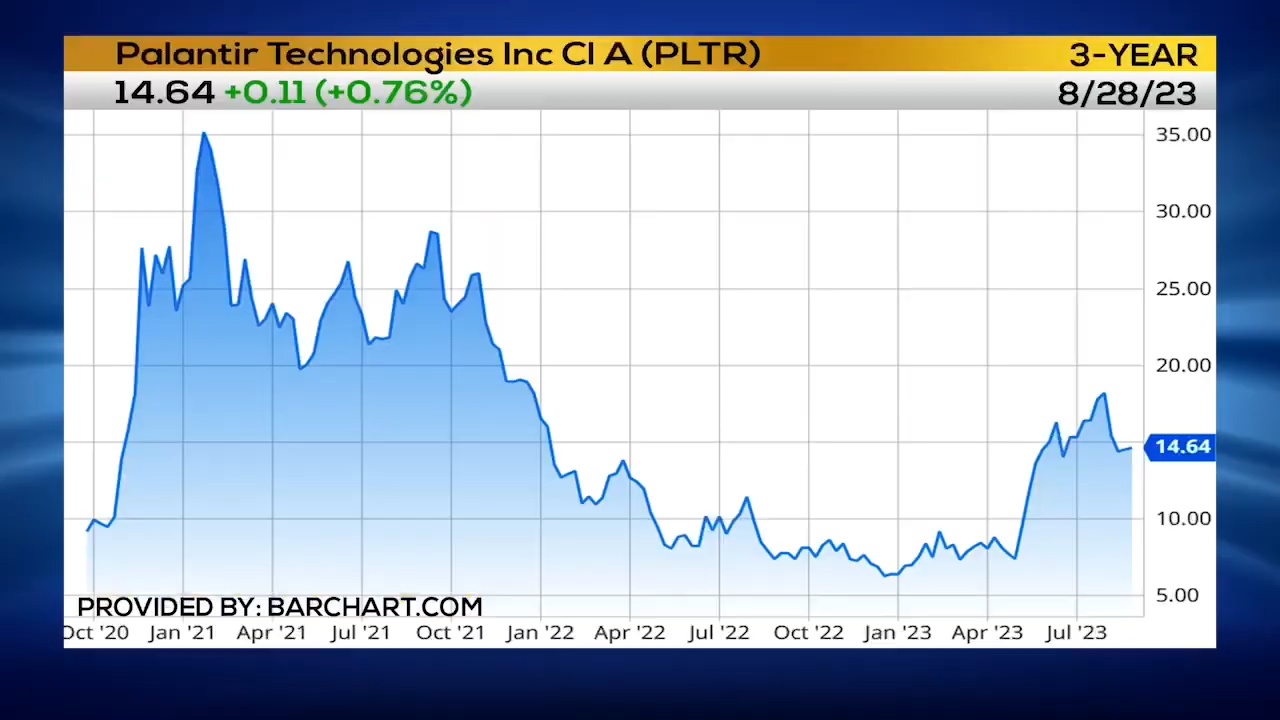 Palantir Technologies Inc Cl A (PLTR) 3-YEAR
14.64 +0.11 (+0.76%) 8/28/23
35.00
30.00
25.00
20.00
14.64
10.00
5.00
PROVIDED BY: BARCHART.COM
Oct '20 Jan '21 Apr '21 Jul '21 Oct '21 Jan '22 Apr '22 Jul '22 Oct '22 Jan '23 Apr '23 Jul '23